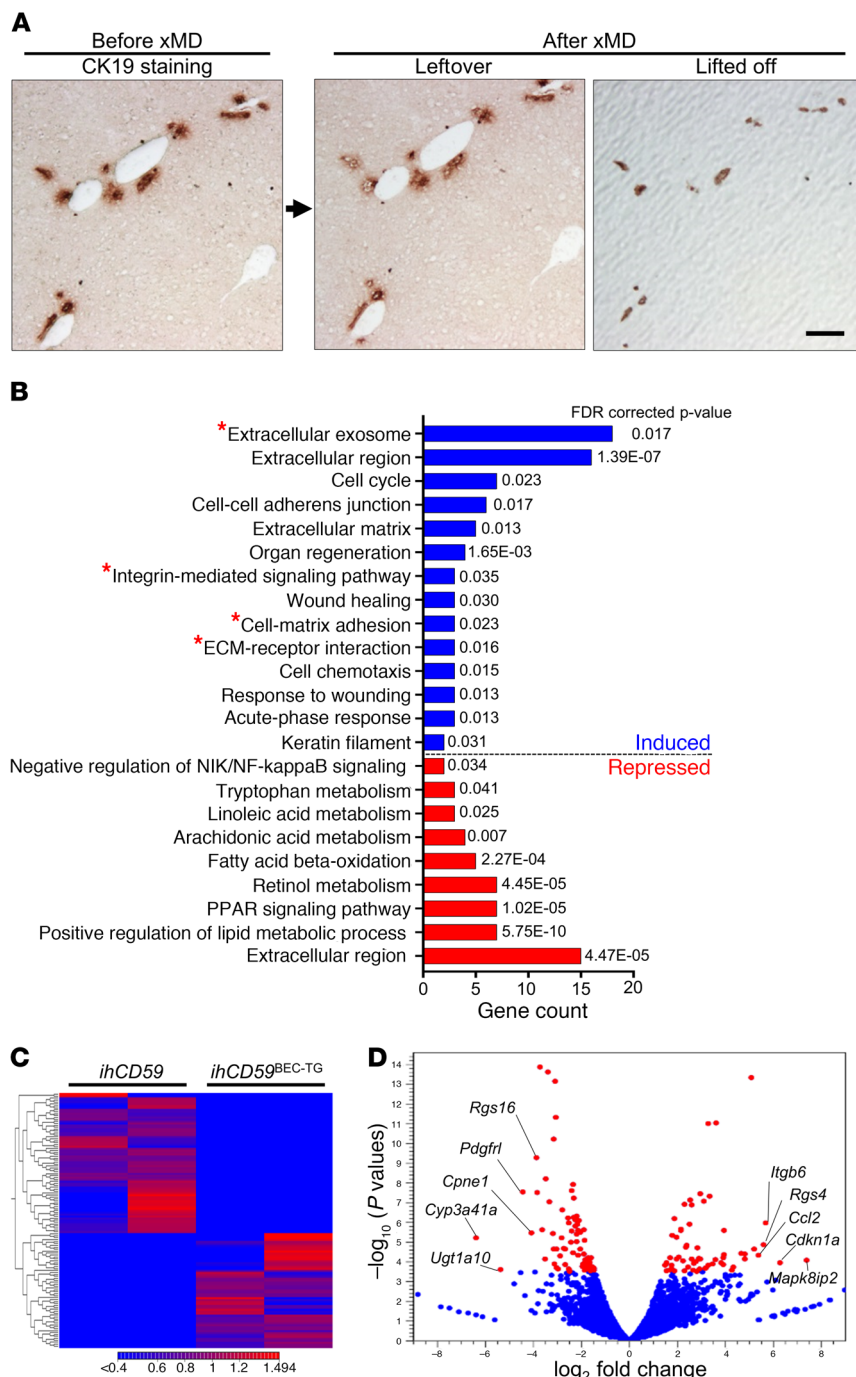 A
Before xMD
After xMD
CK19 staining
Leftover
Lifted off
B
FDR corrected p-value
*Extracellular exosome 0.017
Extracellular region 1.39E-07
Cell cycle 0.023
Cell-cell adherens junction 0.017
Extracellular matrix 0.013
Organ regeneration 1.65E-03
*Integrin-mediated signaling pathway 0.035
Wound healing 0.030
*Cell-matrix adhesion 0.023
*ECM-receptor interaction 0.016
Cell chemotaxis 0.015
Response to wounding 0.013
Acute-phase response 0.013
Keratin filament 0.031 Induced
Negative regulation of NIK/NF-kappaB signaling 0.034 Repressed
Tryptophan metabolism 0.041
Linoleic acid metabolism 0.025
Arachidonic acid metabolism 0.007
Fatty acid beta-oxidation 2.27E-04
Retinol metabolism 4.45E-05
PPAR signaling pathway 1.02E-05
Positive regulation of lipid metabolic process 5.75E-10
Extracellular region 4.47E-05
0 5 10 15 20
Gene count
C
ihCD59 ihCD59BEC-TG
<0.4 0.6 0.8 1 1.2 1.494
D
–log10 (P values)
14
13
12
11
10
9
8
7
6
5
4
3
2
1
0
Rgs16
Pdgfrl
Cpne1
Cyp3a41a
Ugt1a10
Itgb6
Rgs4
Ccl2
Cdkn1a
Mapk8ip2
−8 −6 −4 −2 0 2 4 6 8
log2 fold change